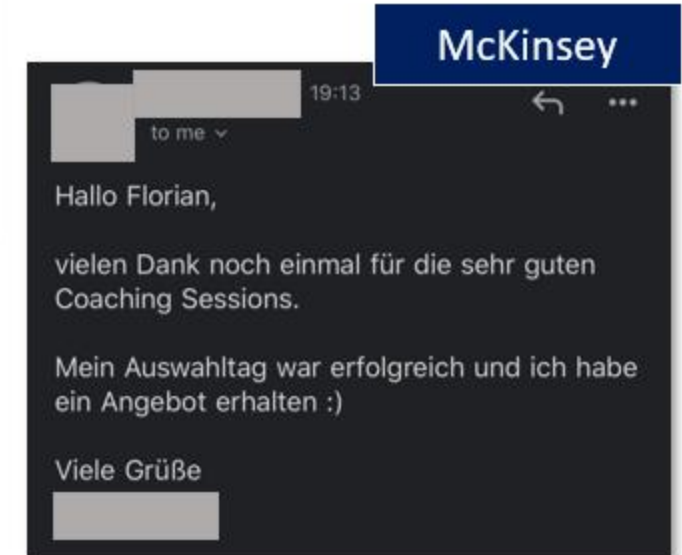 McKinsey
19:13
to me
Hallo Florian,
vielen Dank noch einmal für die sehr guten
Coaching Sessions.
Mein Auswahltag war erfolgreich und ich habe
ein Angebot erhalten :)
Viele Grüße